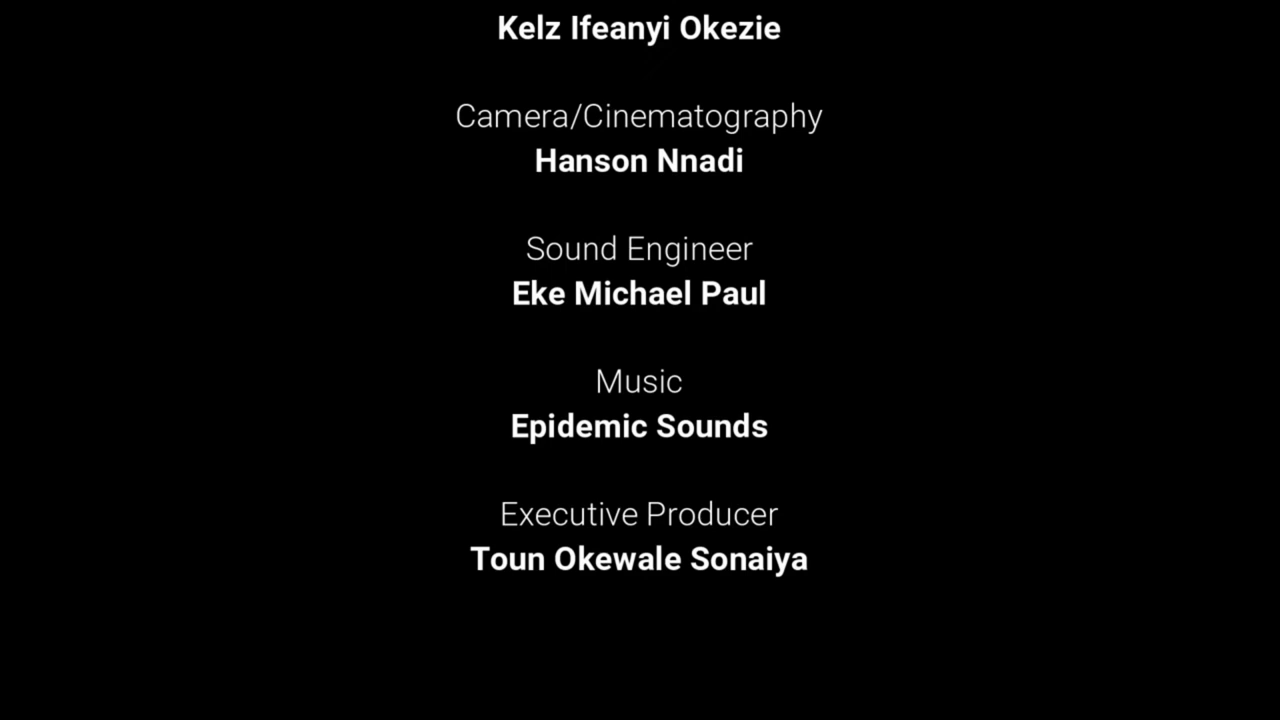 Kelz Ifeanyi Okezie
Camera/Cinematography
Hanson Nnadi
Sound Engineer
Eke Michael Paul
Music
Epidemic Sounds
Executive Producer
Toun Okewale Sonaiya